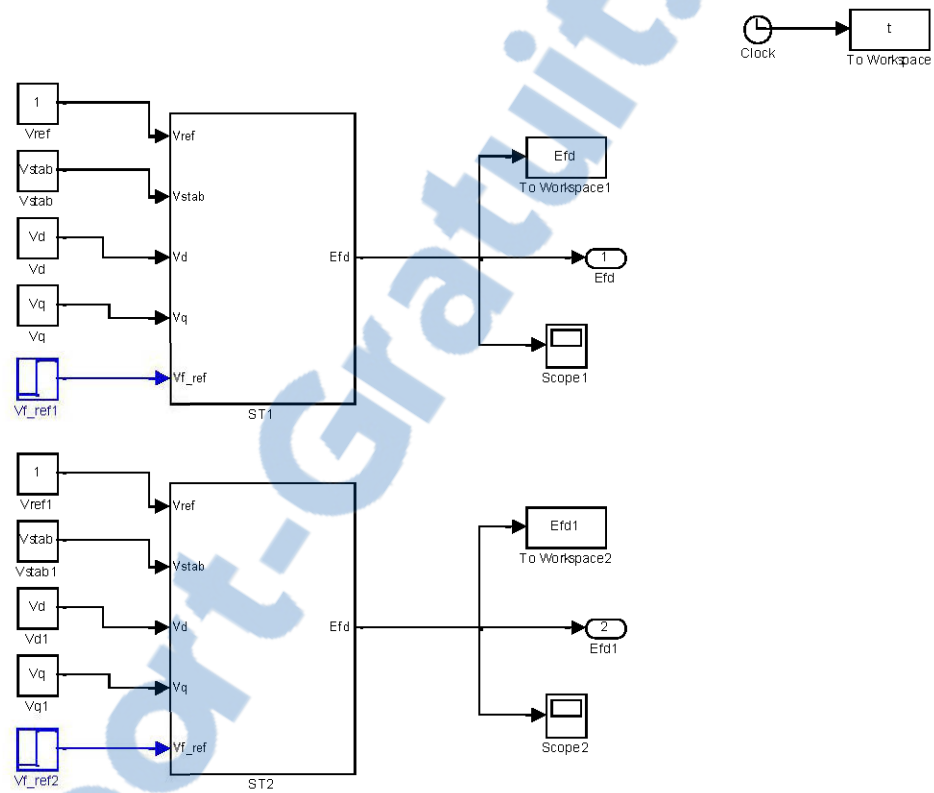 t
Clock
To Workspace
1
Vref
Vstab
Vstab
Vd
Vd
Vq
Vq
Vf_ref1
Vref
Vstab
Vd
Vq
Vf_ref
Efd
ST1
Efd
To Workspace1
1
Efd
Scope1
1
Vref1
Vstab
Vstab1
Vd
Vd1
Vq
Vq1
Vf_ref2
Vref
Vstab
Vd
Vq
Vf_ref
Efd
ST2
Efd1
To Workspace2
2
Efd1
Scope2
ort-Gratuit.